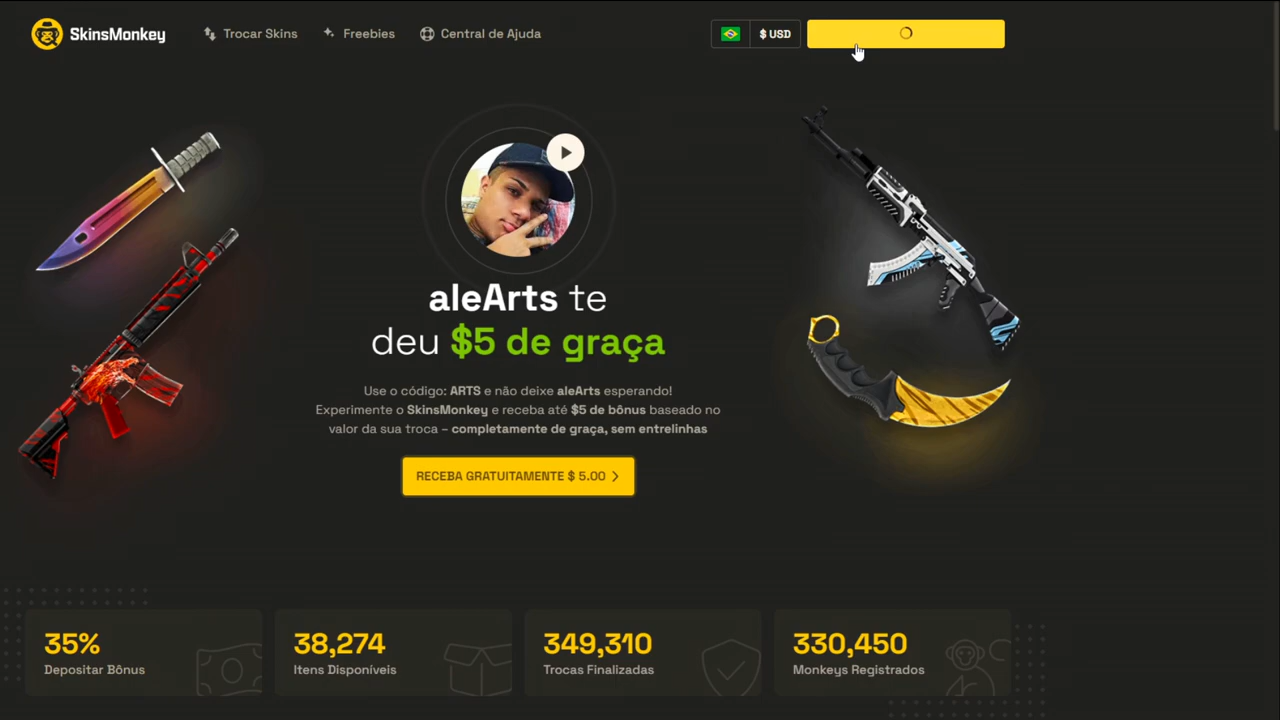 SkinsMonkey
Trocar Skins
Freebies
Central de Ajuda
$ USD
aleArts te
deu $5 de graça
Use o código: ARTS e não deixe aleArts esperando!
Experimente o SkinsMonkey e receba até $5 de bônus baseado no
valor da sua troca – completamente de graça, sem entrelinhas
RECEBA GRATUITAMENTE $ 5.00
35%
Depositar Bônus
38,274
Itens Disponíveis
349,310
Trocas Finalizadas
330,450
Monkeys Registrados